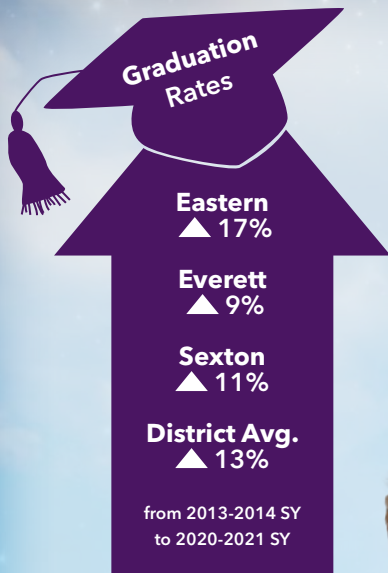 Graduation
Rates
Eastern
▲ 17%
Everett
▲ 9%
Sexton
▲ 11%
District Avg.
▲ 13%
from 2013-2014 SY
to 2020-2021 SY